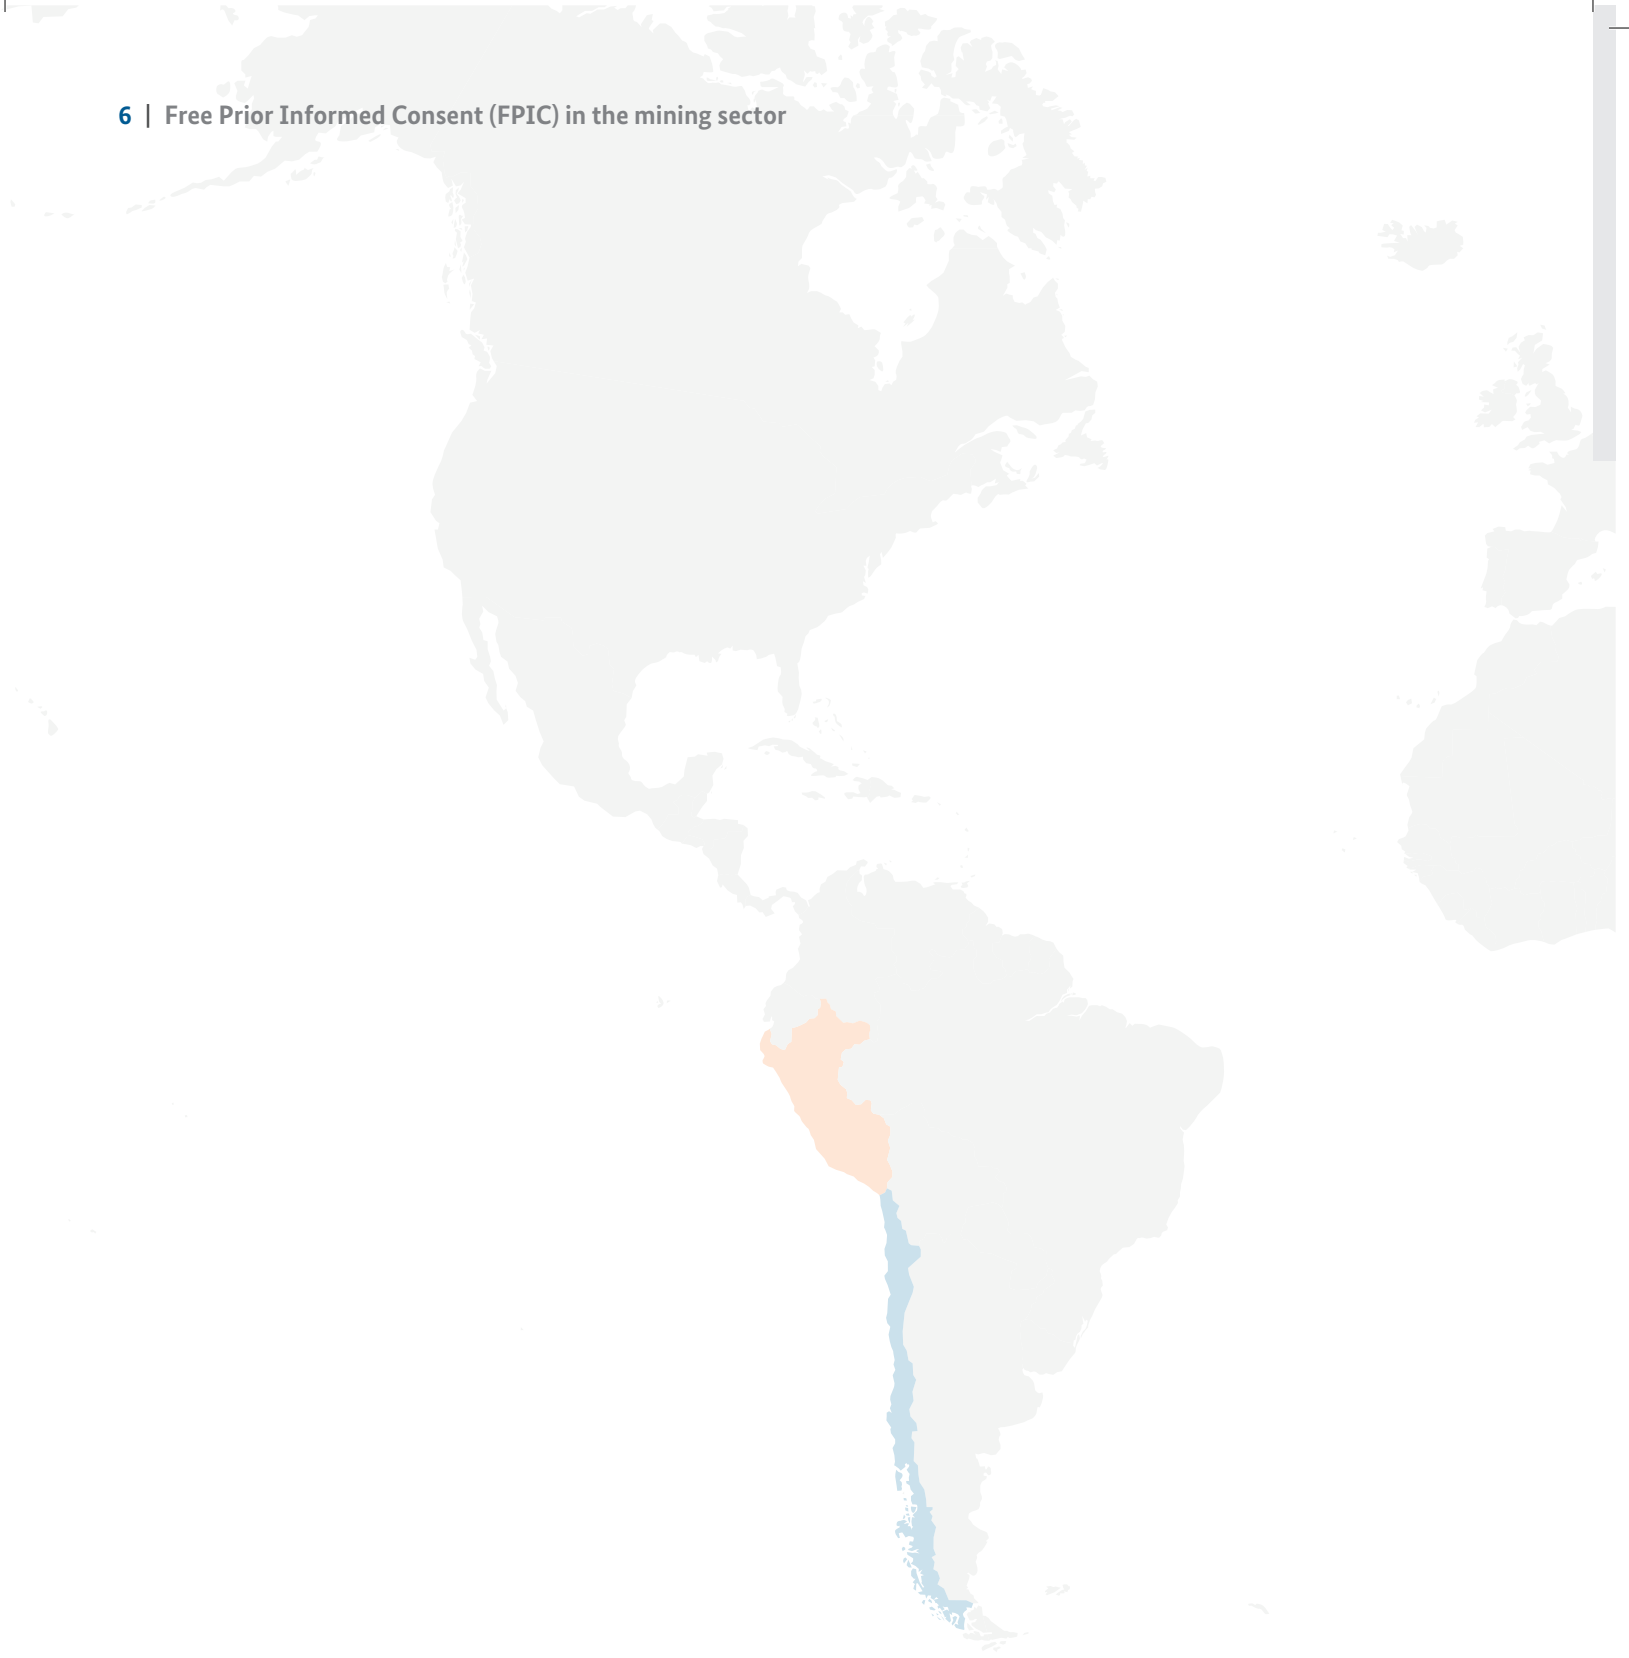 6 | Free Prior Informed Consent (FPIC) in the mining sector